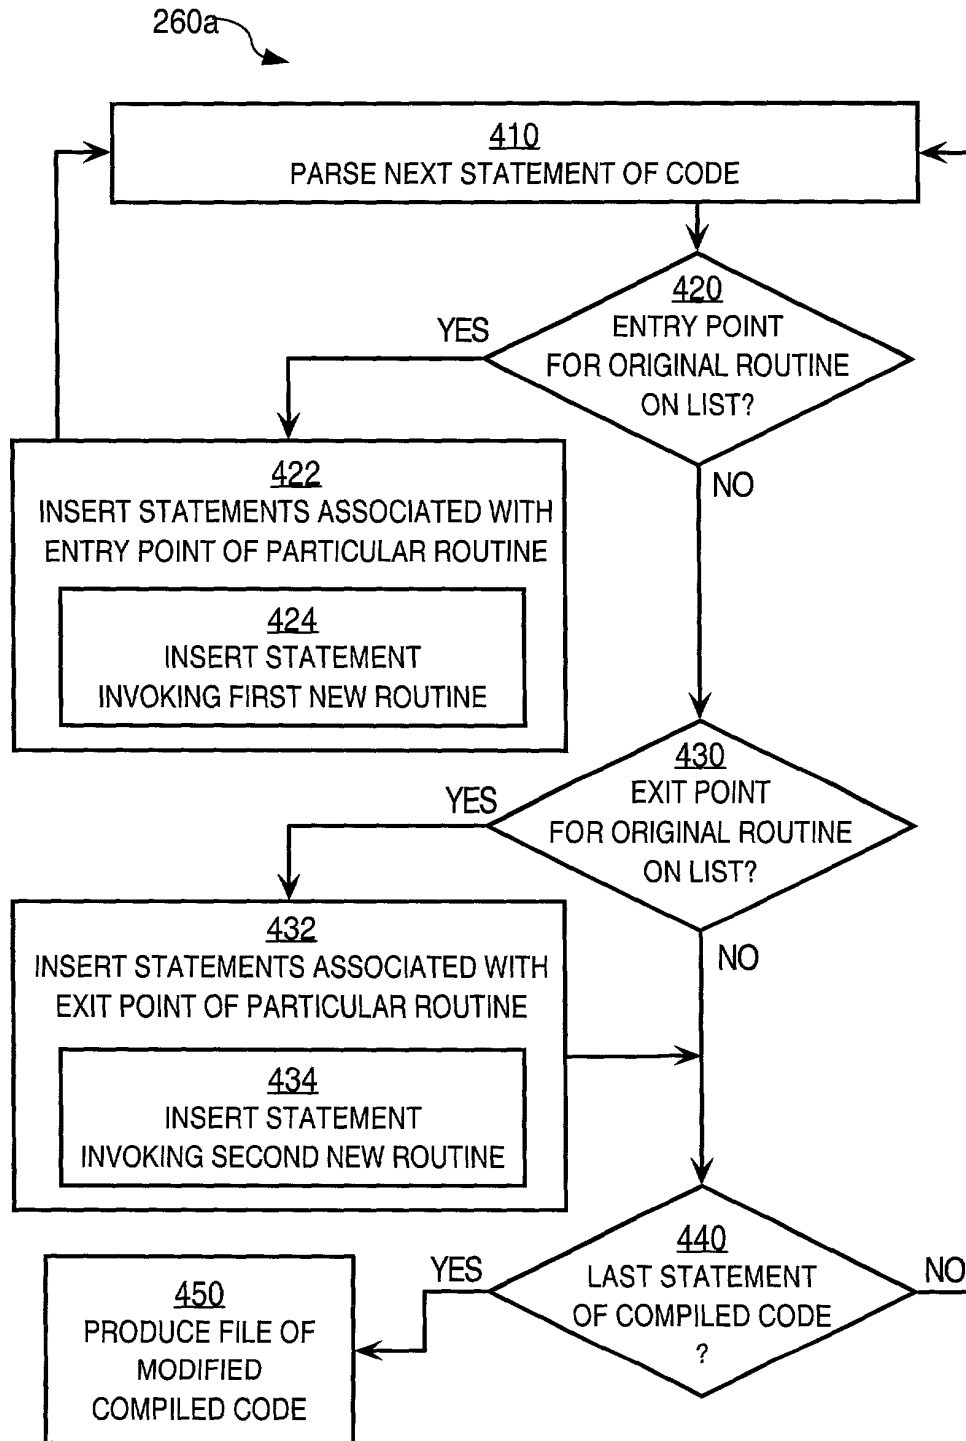 260a
410
PARSE NEXT STATEMENT OF CODE
420
ENTRY POINT
FOR ORIGINAL ROUTINE
ON LIST?
YES
NO
422
INSERT STATEMENTS ASSOCIATED WITH
ENTRY POINT OF PARTICULAR ROUTINE
424
INSERT STATEMENT
INVOKING FIRST NEW ROUTINE
430
EXIT POINT
FOR ORIGINAL ROUTINE
ON LIST?
YES
NO
432
INSERT STATEMENTS ASSOCIATED WITH
EXIT POINT OF PARTICULAR ROUTINE
434
INSERT STATEMENT
INVOKING SECOND NEW ROUTINE
440
LAST STATEMENT
OF COMPILED CODE
?
YES
NO
450
PRODUCE FILE OF
MODIFIED
COMPILED CODE